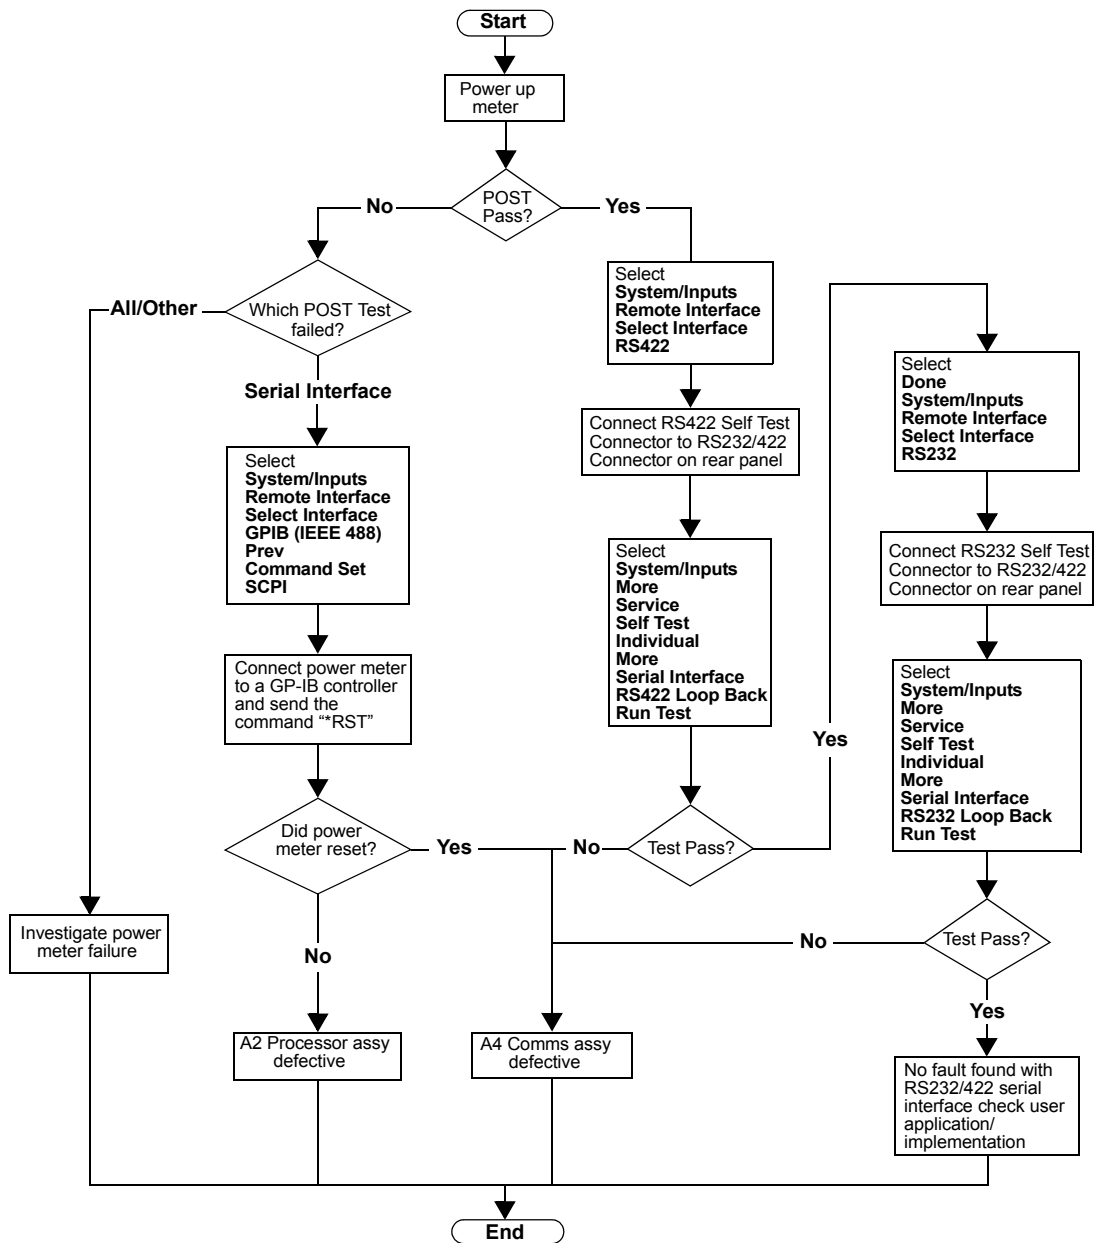 Start
Power up
meter
POST
Pass?
No
Yes
Which POST Test
failed?
All/Other
Serial Interface
Select
System/Inputs
Remote Interface
Select Interface
GPIB (IEEE 488)
Prev
Command Set
SCPI
Connect power meter
to a GP-IB controller
and send the
command “*RST”
Did power
meter reset?
Yes
No
Investigate power
meter failure
A2 Processor assy
defective
A4 Comms assy
defective
Select
System/Inputs
Remote Interface
Select Interface
RS422
Connect RS422 Self Test
Connector to RS232/422
Connector on rear panel
Select
System/Inputs
More
Service
Self Test
Individual
More
Serial Interface
RS422 Loop Back
Run Test
Test Pass?
No
Yes
Select
Done
System/Inputs
Remote Interface
Select Interface
RS232
Connect RS232 Self Test
Connector to RS232/422
Connector on rear panel
Select
System/Inputs
More
Service
Self Test
Individual
More
Serial Interface
RS232 Loop Back
Run Test
Test Pass?
No
Yes
No fault found with
RS232/422 serial
interface check user
application/
implementation
End